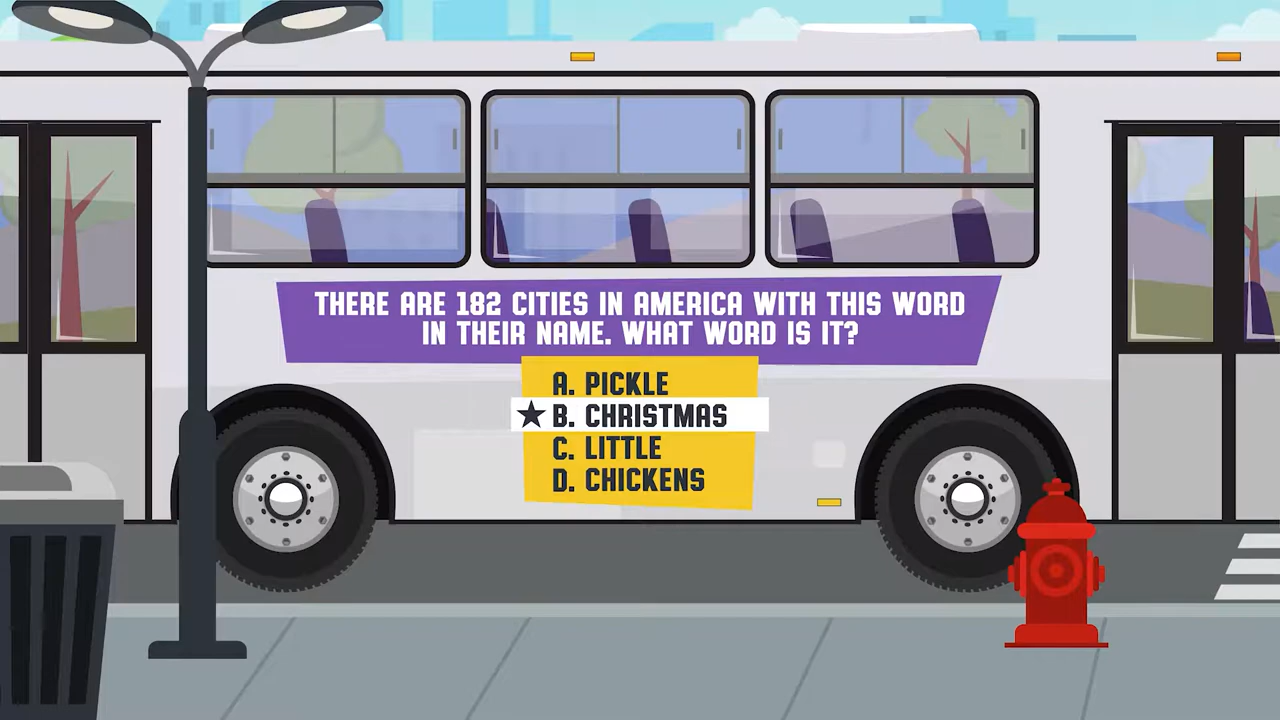 THERE ARE 182 CITIES IN AMERICA WITH THIS WORD
IN THEIR NAME. WHAT WORD IS IT?
A. PICKLE
★ B. CHRISTMAS
C. LITTLE
D. CHICKENS